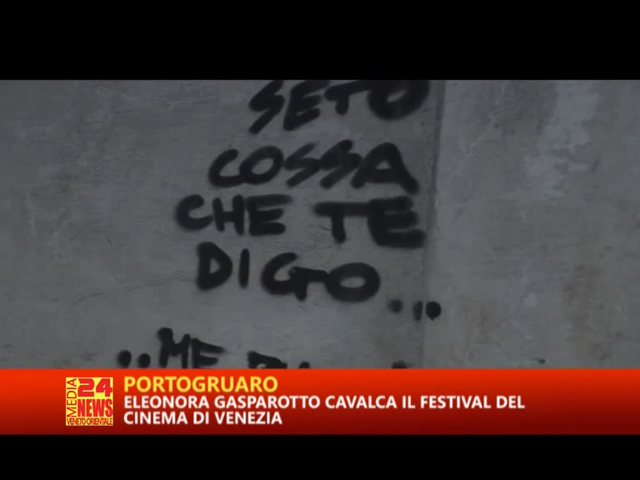 SETO
COSSA
CHE TE
DIGO...
..ME
PORTOGRUARO
ELEONORA GASPAROTTO CAVALCA IL FESTIVAL DEL
CINEMA DI VENEZIA
MEDIA
24
NEWS
VENETO ORIENTALE